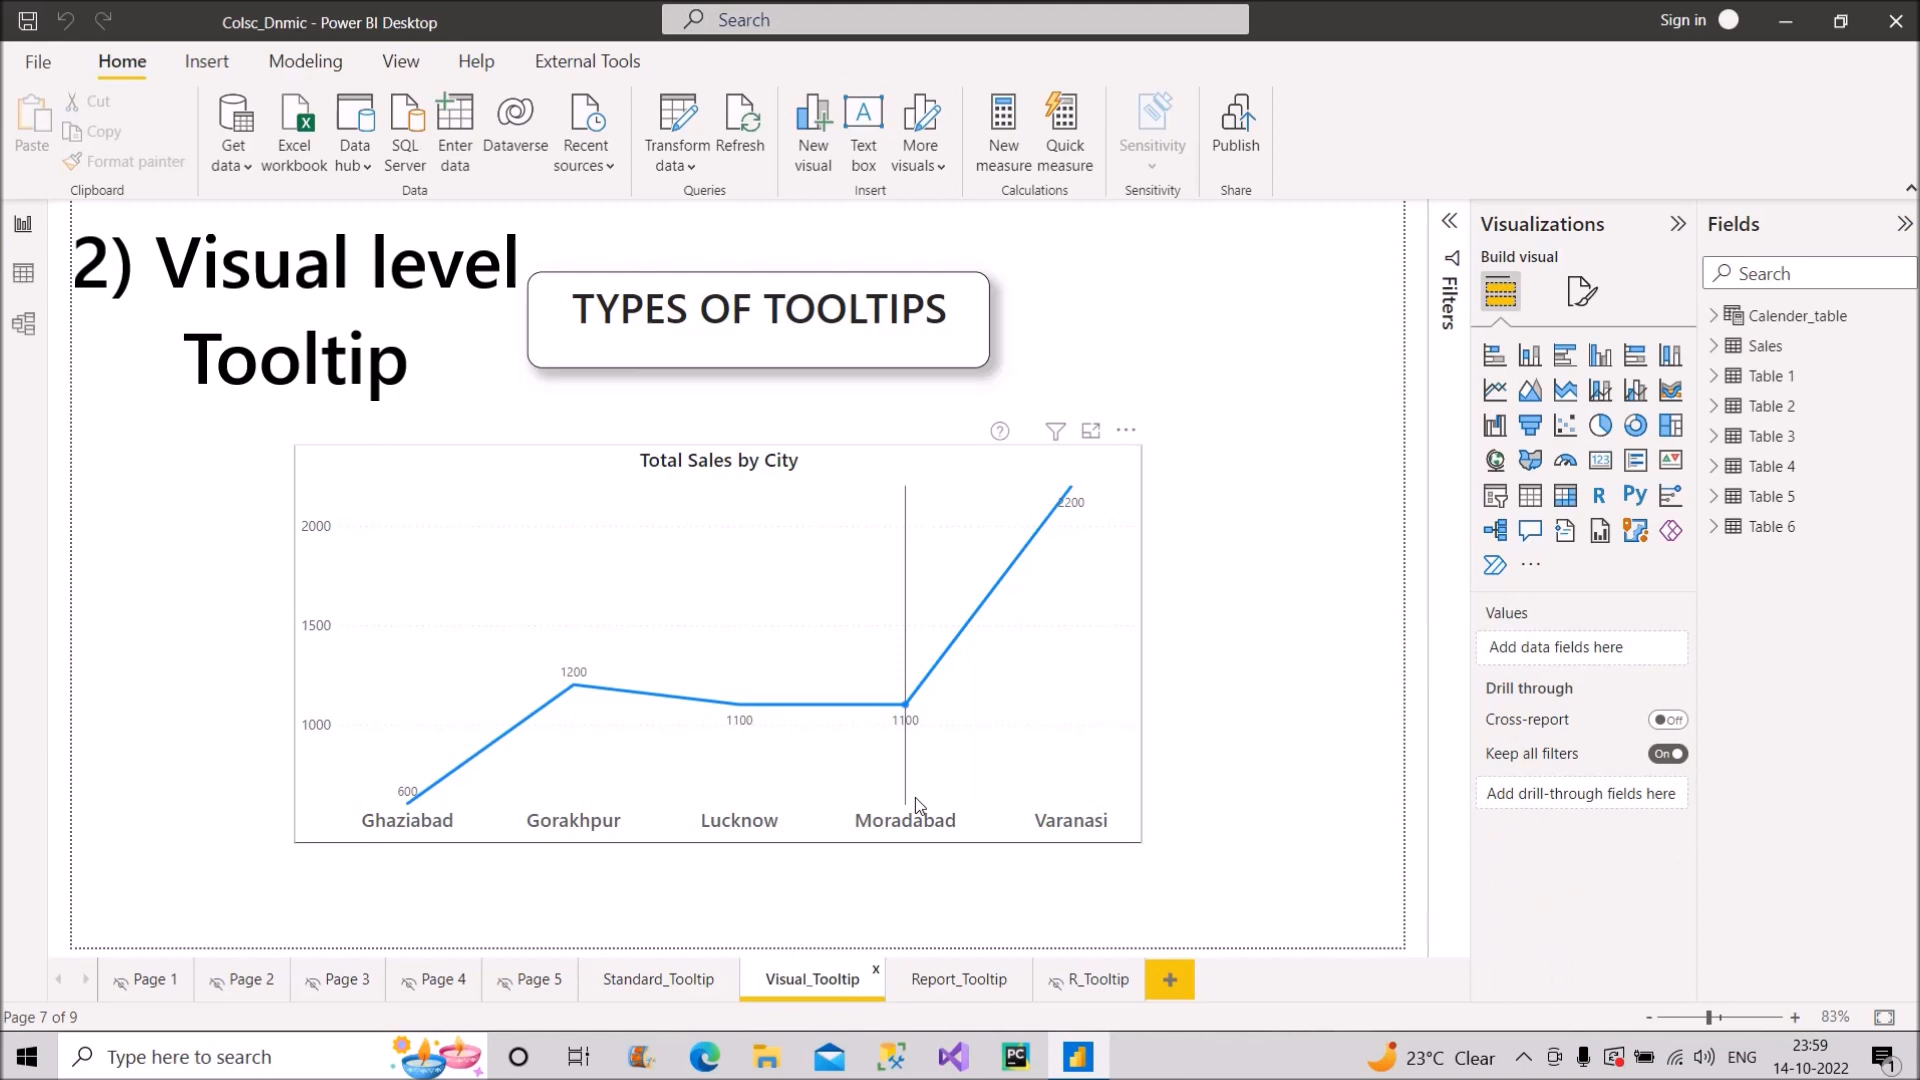 Colsc_Dnmic - Power BI Desktop
Search
Sign in
File
Home
Insert
Modeling
View
Help
External Tools
Paste
Cut
Copy
Format painter
Clipboard
Get
data
Excel
workbook
Data
hub
SQL
Server
Enter
data
Dataverse
Recent
sources
Data
Transform
data
Refresh
Queries
New
visual
Text
box
More
visuals
Insert
New
measure
Quick
measure
Calculations
Sensitivity
Sensitivity
Publish
Share
2) Visual level
Tooltip
TYPES OF TOOLTIPS
Total Sales by City
2000
1500
1000
600
1200
1100
1100
2200
Ghaziabad
Gorakhpur
Lucknow
Moradabad
Varanasi
Filters
Visualizations
Build visual
123
R
Py
Values
Add data fields here
Drill through
Cross-report
Off
Keep all filters
On
Add drill-through fields here
Fields
Search
Calender_table
Sales
Table 1
Table 2
Table 3
Table 4
Table 5
Table 6
Page 1
Page 2
Page 3
Page 4
Page 5
Standard_Tooltip
Visual_Tooltip
x
Report_Tooltip
R_Tooltip
+
Page 7 of 9
- + 83%
Type here to search
PC
23°C Clear
ENG
23:59
14-10-2022
1